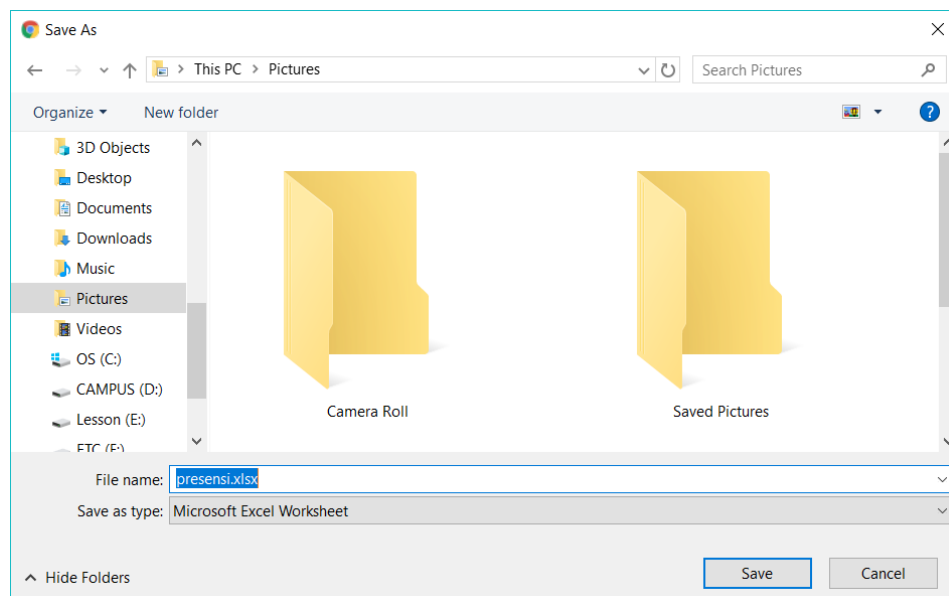 Save As
This PC > Pictures
Search Pictures
Organize
New folder
3D Objects
Desktop
Documents
Downloads
Music
Pictures
Videos
OS (C:)
CAMPUS (D:)
Lesson (E:)
ETC (F:)
Camera Roll
Saved Pictures
File name: presensi.xlsx
Save as type: Microsoft Excel Worksheet
Hide Folders
Save
Cancel